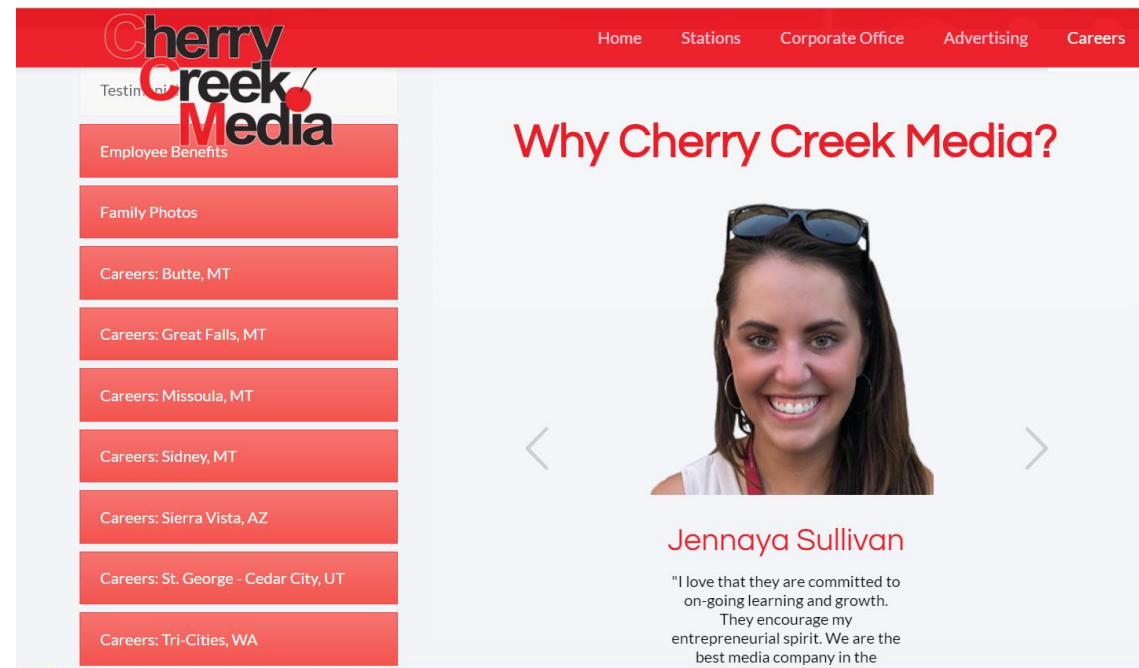 Cherry
Creek
Media
Home
Stations
Corporate Office
Advertising
Careers
Employee Benefits
Family Photos
Careers: Butte, MT
Careers: Great Falls, MT
Careers: Missoula, MT
Careers: Sidney, MT
Careers: Sierra Vista, AZ
Careers: St. George - Cedar City, UT
Careers: Tri-Cities, WA
Why Cherry Creek Media?
Jennaya Sullivan
"I love that they are committed to
on-going learning and growth.
They encourage my
entrepreneurial spirit. We are the
best media company in the